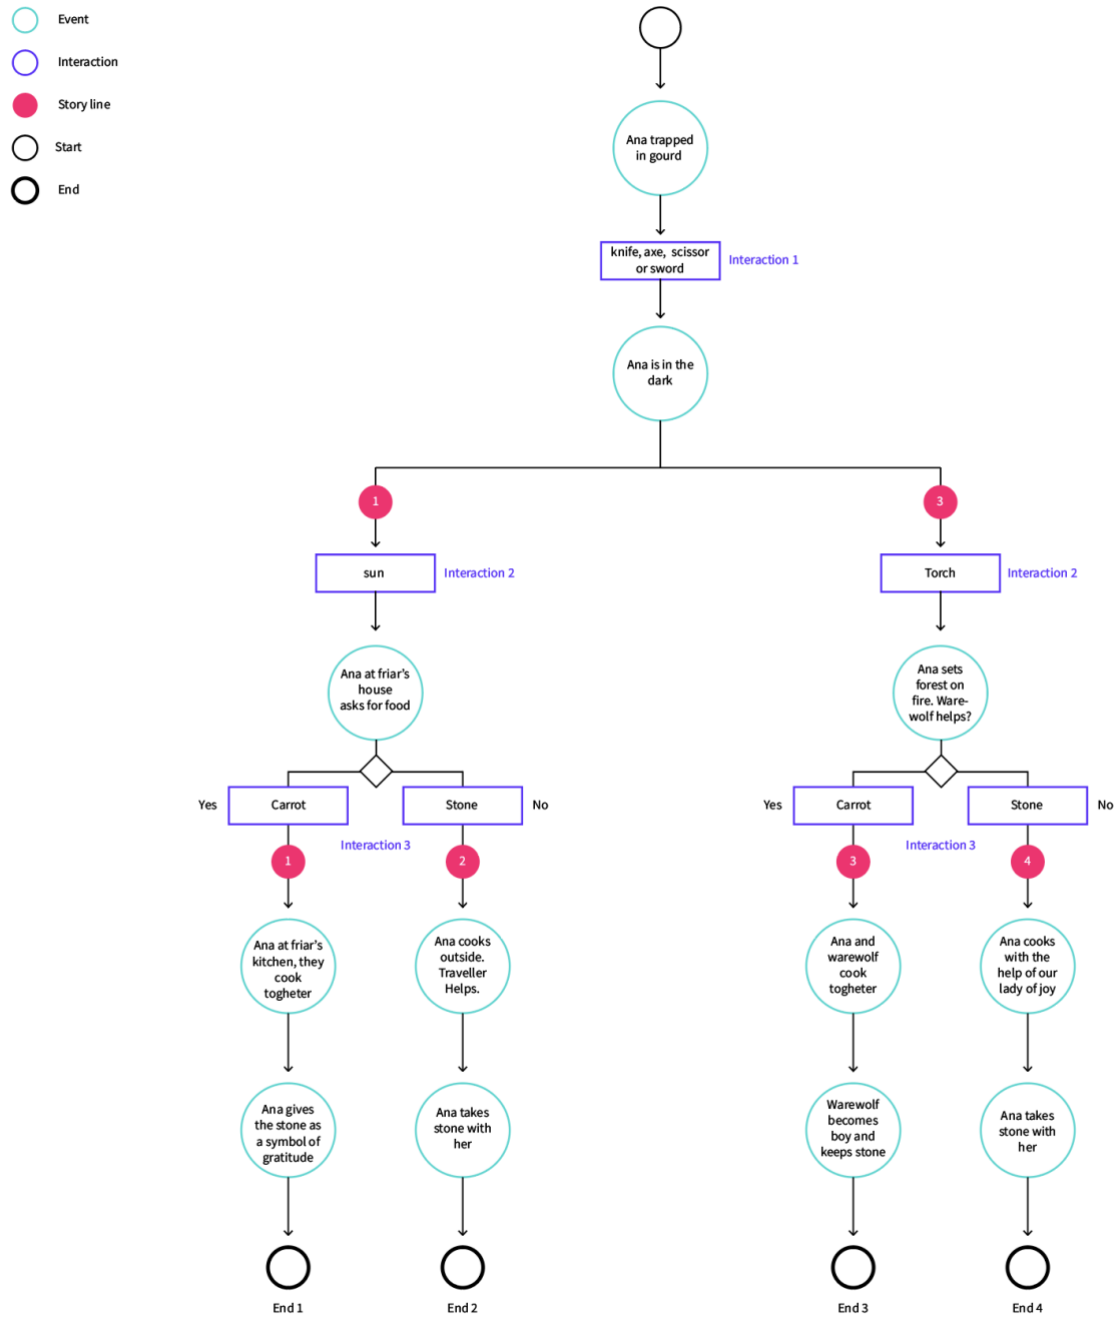 Event
Interaction
Story line
Start
End
Ana trapped
in gourd
knife, axe, scissor
or sword
Interaction 1
Ana is in the
dark
1
3
sun
Interaction 2
Torch
Interaction 2
Ana at friar's
house
asks for food
Ana sets
forest on
fire. Ware-
wolf helps?
Yes
Carrot
Stone
No
Yes
Carrot
Stone
No
Interaction 3
Interaction 3
1
2
3
4
Ana at friar's
kitchen, they
cook
togheter
Ana cooks
outside.
Traveller
Helps.
Ana and
warewolf
cook
togheter
Ana cooks
with the
help of our
lady of joy
Ana gives
the stone as
a symbol of
gratitude
Ana takes
stone with
her
Warewolf
becomes
boy and
keeps stone
Ana takes
stone with
her
End 1
End 2
End 3
End 4